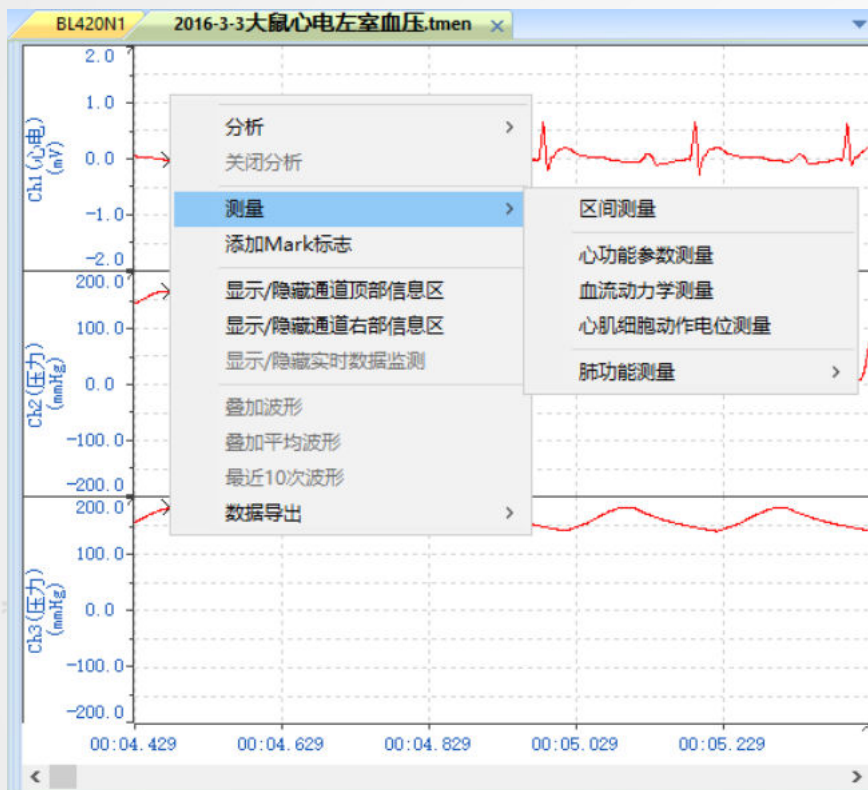 BL420N1
2016-3-3大鼠心电左室血压.tmen
Ch1(心电)
(mV)
2.0
1.0
0.0
-1.0
-2.0
分析
关闭分析
测量
添加Mark标志
显示/隐藏通道顶部信息区
显示/隐藏通道右部信息区
显示/隐藏实时数据监测
叠加波形
叠加平均波形
最近10次波形
数据导出
区间测量
心功能参数测量
血流动力学测量
心肌细胞动作电位测量
肺功能测量
Ch2(压力)
(mmHg)
200.0
100.0
0.0
-100.0
-200.0
Ch3(压力)
(mmHg)
200.0
100.0
0.0
-100.0
-200.0
00:04.429 00:04.629 00:04.829 00:05.029 00:05.229